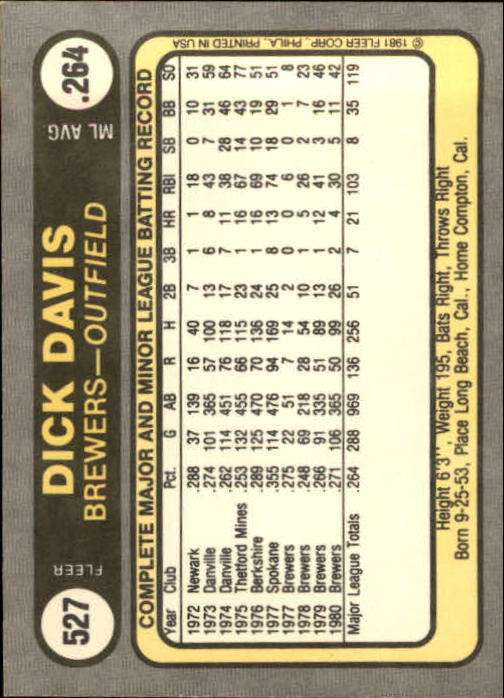 527
FLEER
DICK DAVIS
BREWERS—OUTFIELD
ML AVG
.264
COMPLETE MAJOR AND MINOR LEAGUE BATTING RECORD
Year Club Pct. G AB R H 2B 3B HR RBI SB BB SO
1972 Newark .288 37 139 16 40 7 1 1 18 0 10 31
1973 Danville .274 101 365 57 100 13 6 8 43 7 31 59
1974 Danville .262 114 451 76 118 17 7 11 38 28 46 64
1975 Thetford Mines .253 132 455 66 115 23 1 16 67 14 43 77
1976 Berkshire .289 125 470 70 136 24 1 16 69 10 19 51
1977 Spokane .355 114 476 94 169 25 8 13 74 18 29 51
1977 Brewers .275 22 51 7 14 2 0 0 6 0 1 8
1978 Brewers .248 69 218 28 54 10 1 5 26 2 7 23
1979 Brewers .266 91 335 51 89 13 1 12 41 3 16 46
1980 Brewers .271 106 365 50 99 26 2 4 30 5 11 42
Major League Totals .264 288 969 136 256 51 7 21 103 8 35 119
Height 6'3'', Weight 195, Bats Right, Throws Right
Born 9-25-53, Place Long Beach, Cal., Home Compton, Cal.
© 1981 FLEER CORP., PHILA., PRINTED IN USA